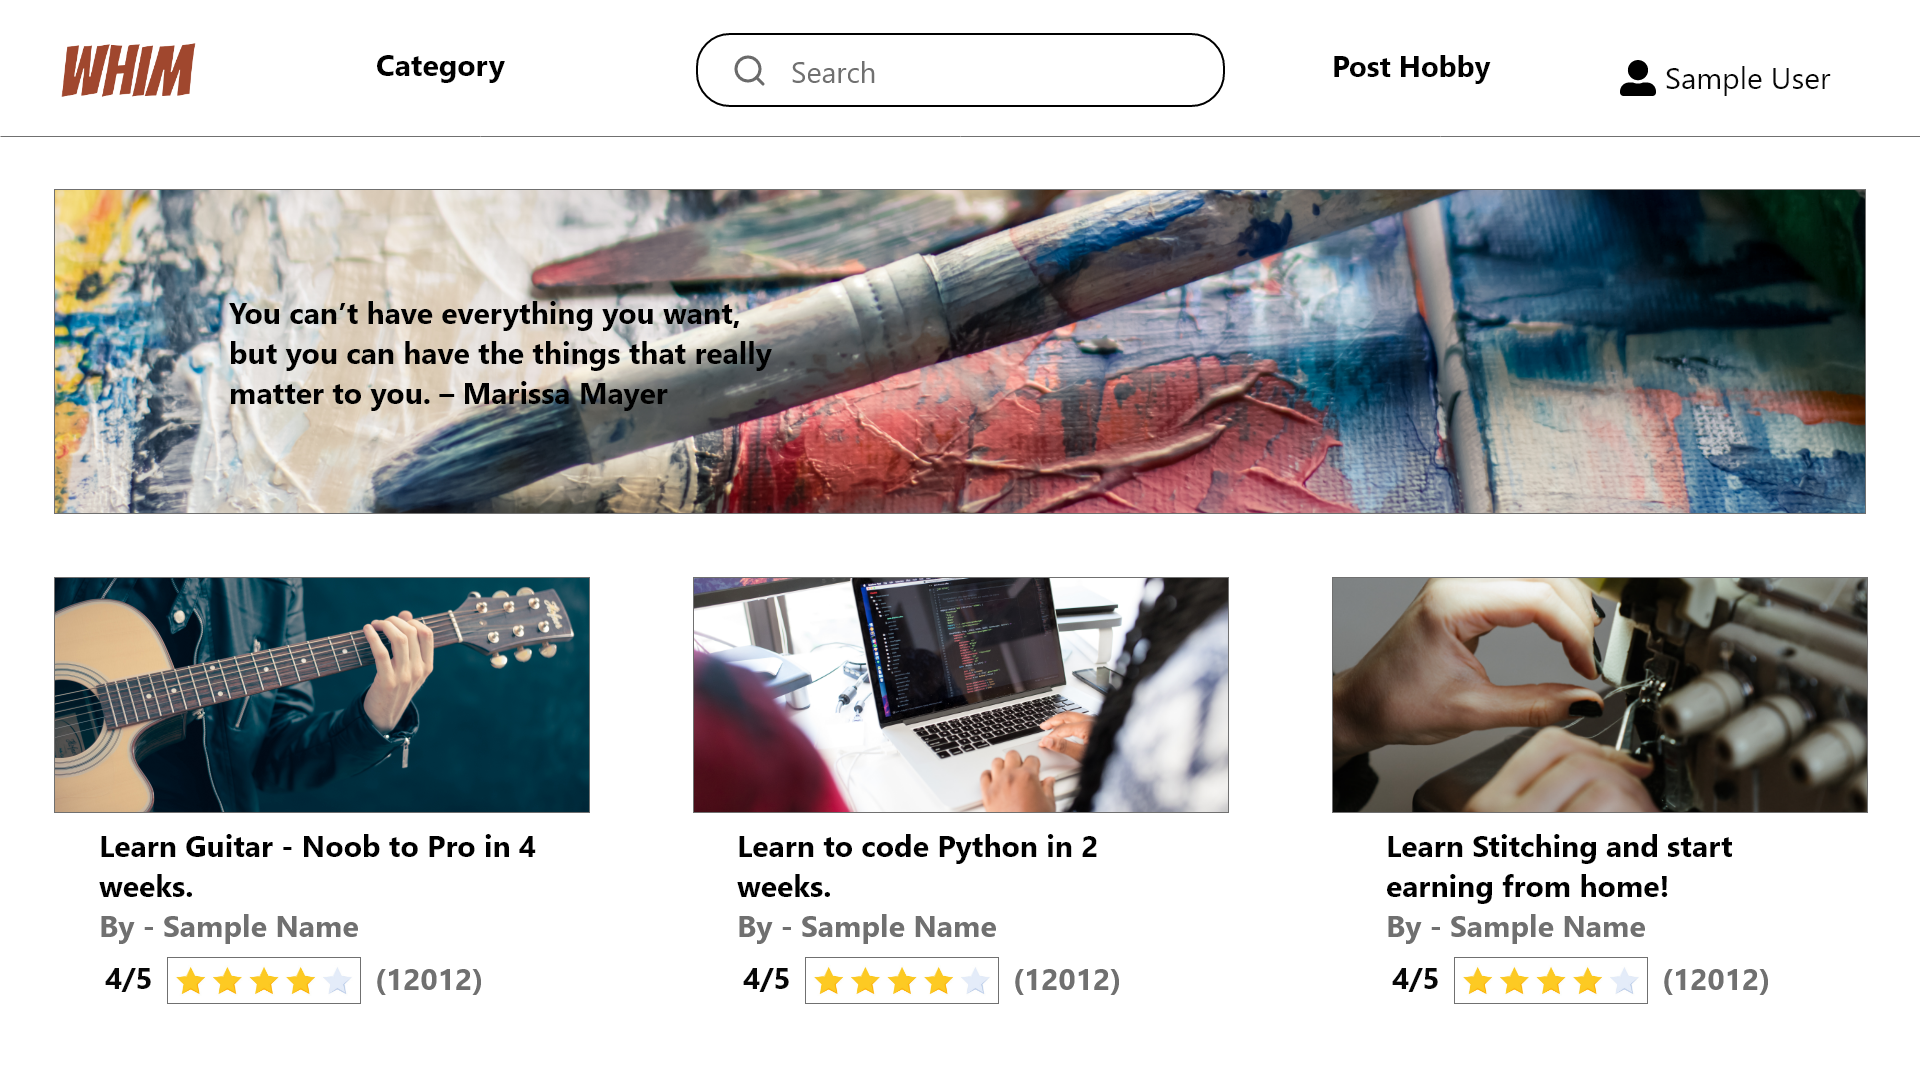 WHIM
Category
Search
Post Hobby
Sample User
You can’t have everything you want,
but you can have the things that really
matter to you. – Marissa Mayer
Learn Guitar - Noob to Pro in 4
weeks.
By - Sample Name
4/5 (12012)
Learn to code Python in 2
weeks.
By - Sample Name
4/5 (12012)
Learn Stitching and start
earning from home!
By - Sample Name
4/5 (12012)